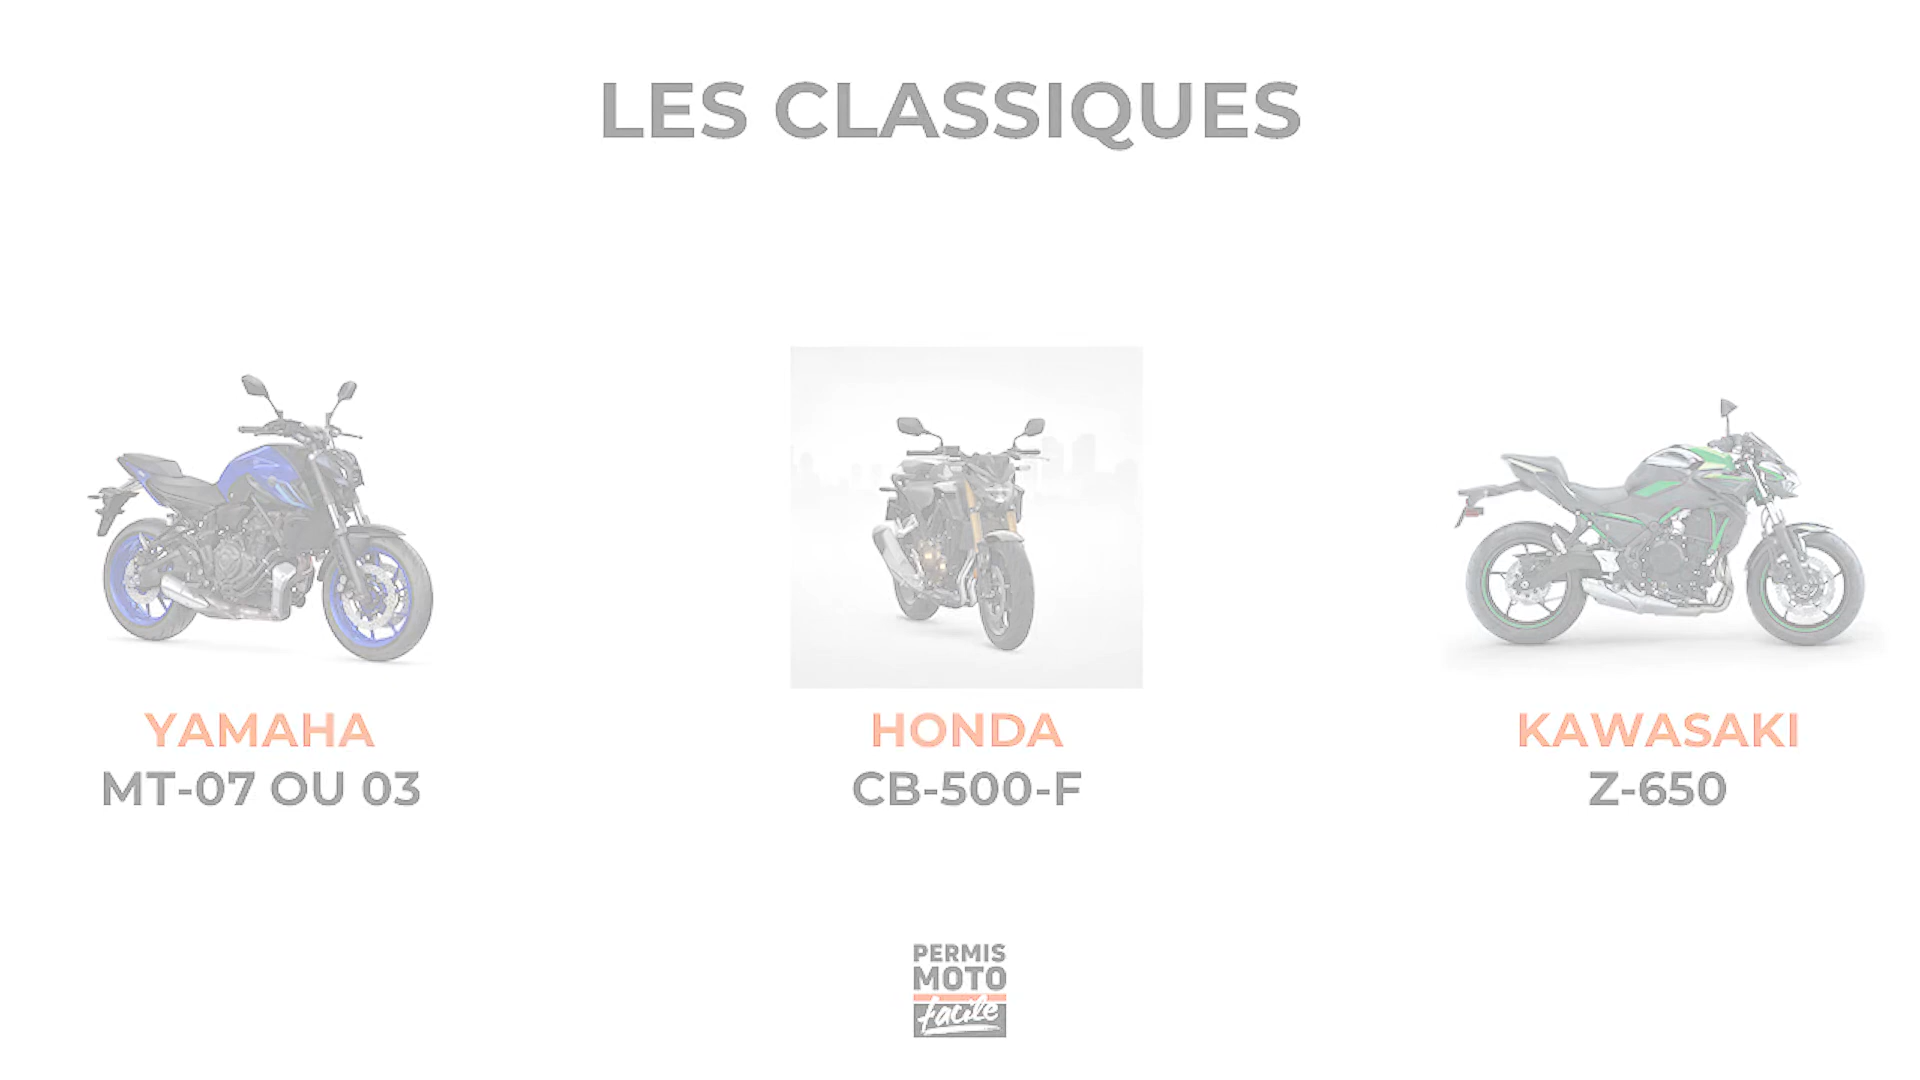 LES CLASSIQUES
YAMAHA
MT-07 OU 03
HONDA
CB-500-F
KAWASAKI
Z-650
PERMIS
MOTO
facile